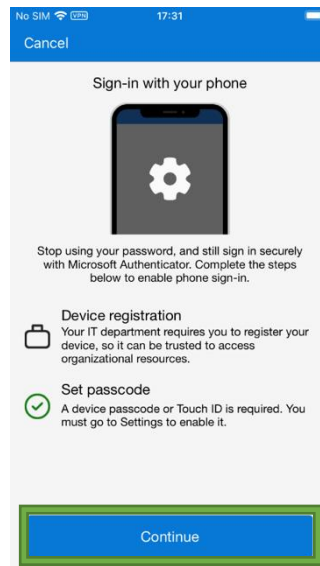 No SIM VPN 17:31
Cancel
Sign-in with your phone
Stop using your password, and still sign in securely
with Microsoft Authenticator. Complete the steps
below to enable phone sign-in.
Device registration
Your IT department requires you to register your
device, so it can be trusted to access
organizational resources.
Set passcode
A device passcode or Touch ID is required. You
must go to Settings to enable it.
Continue